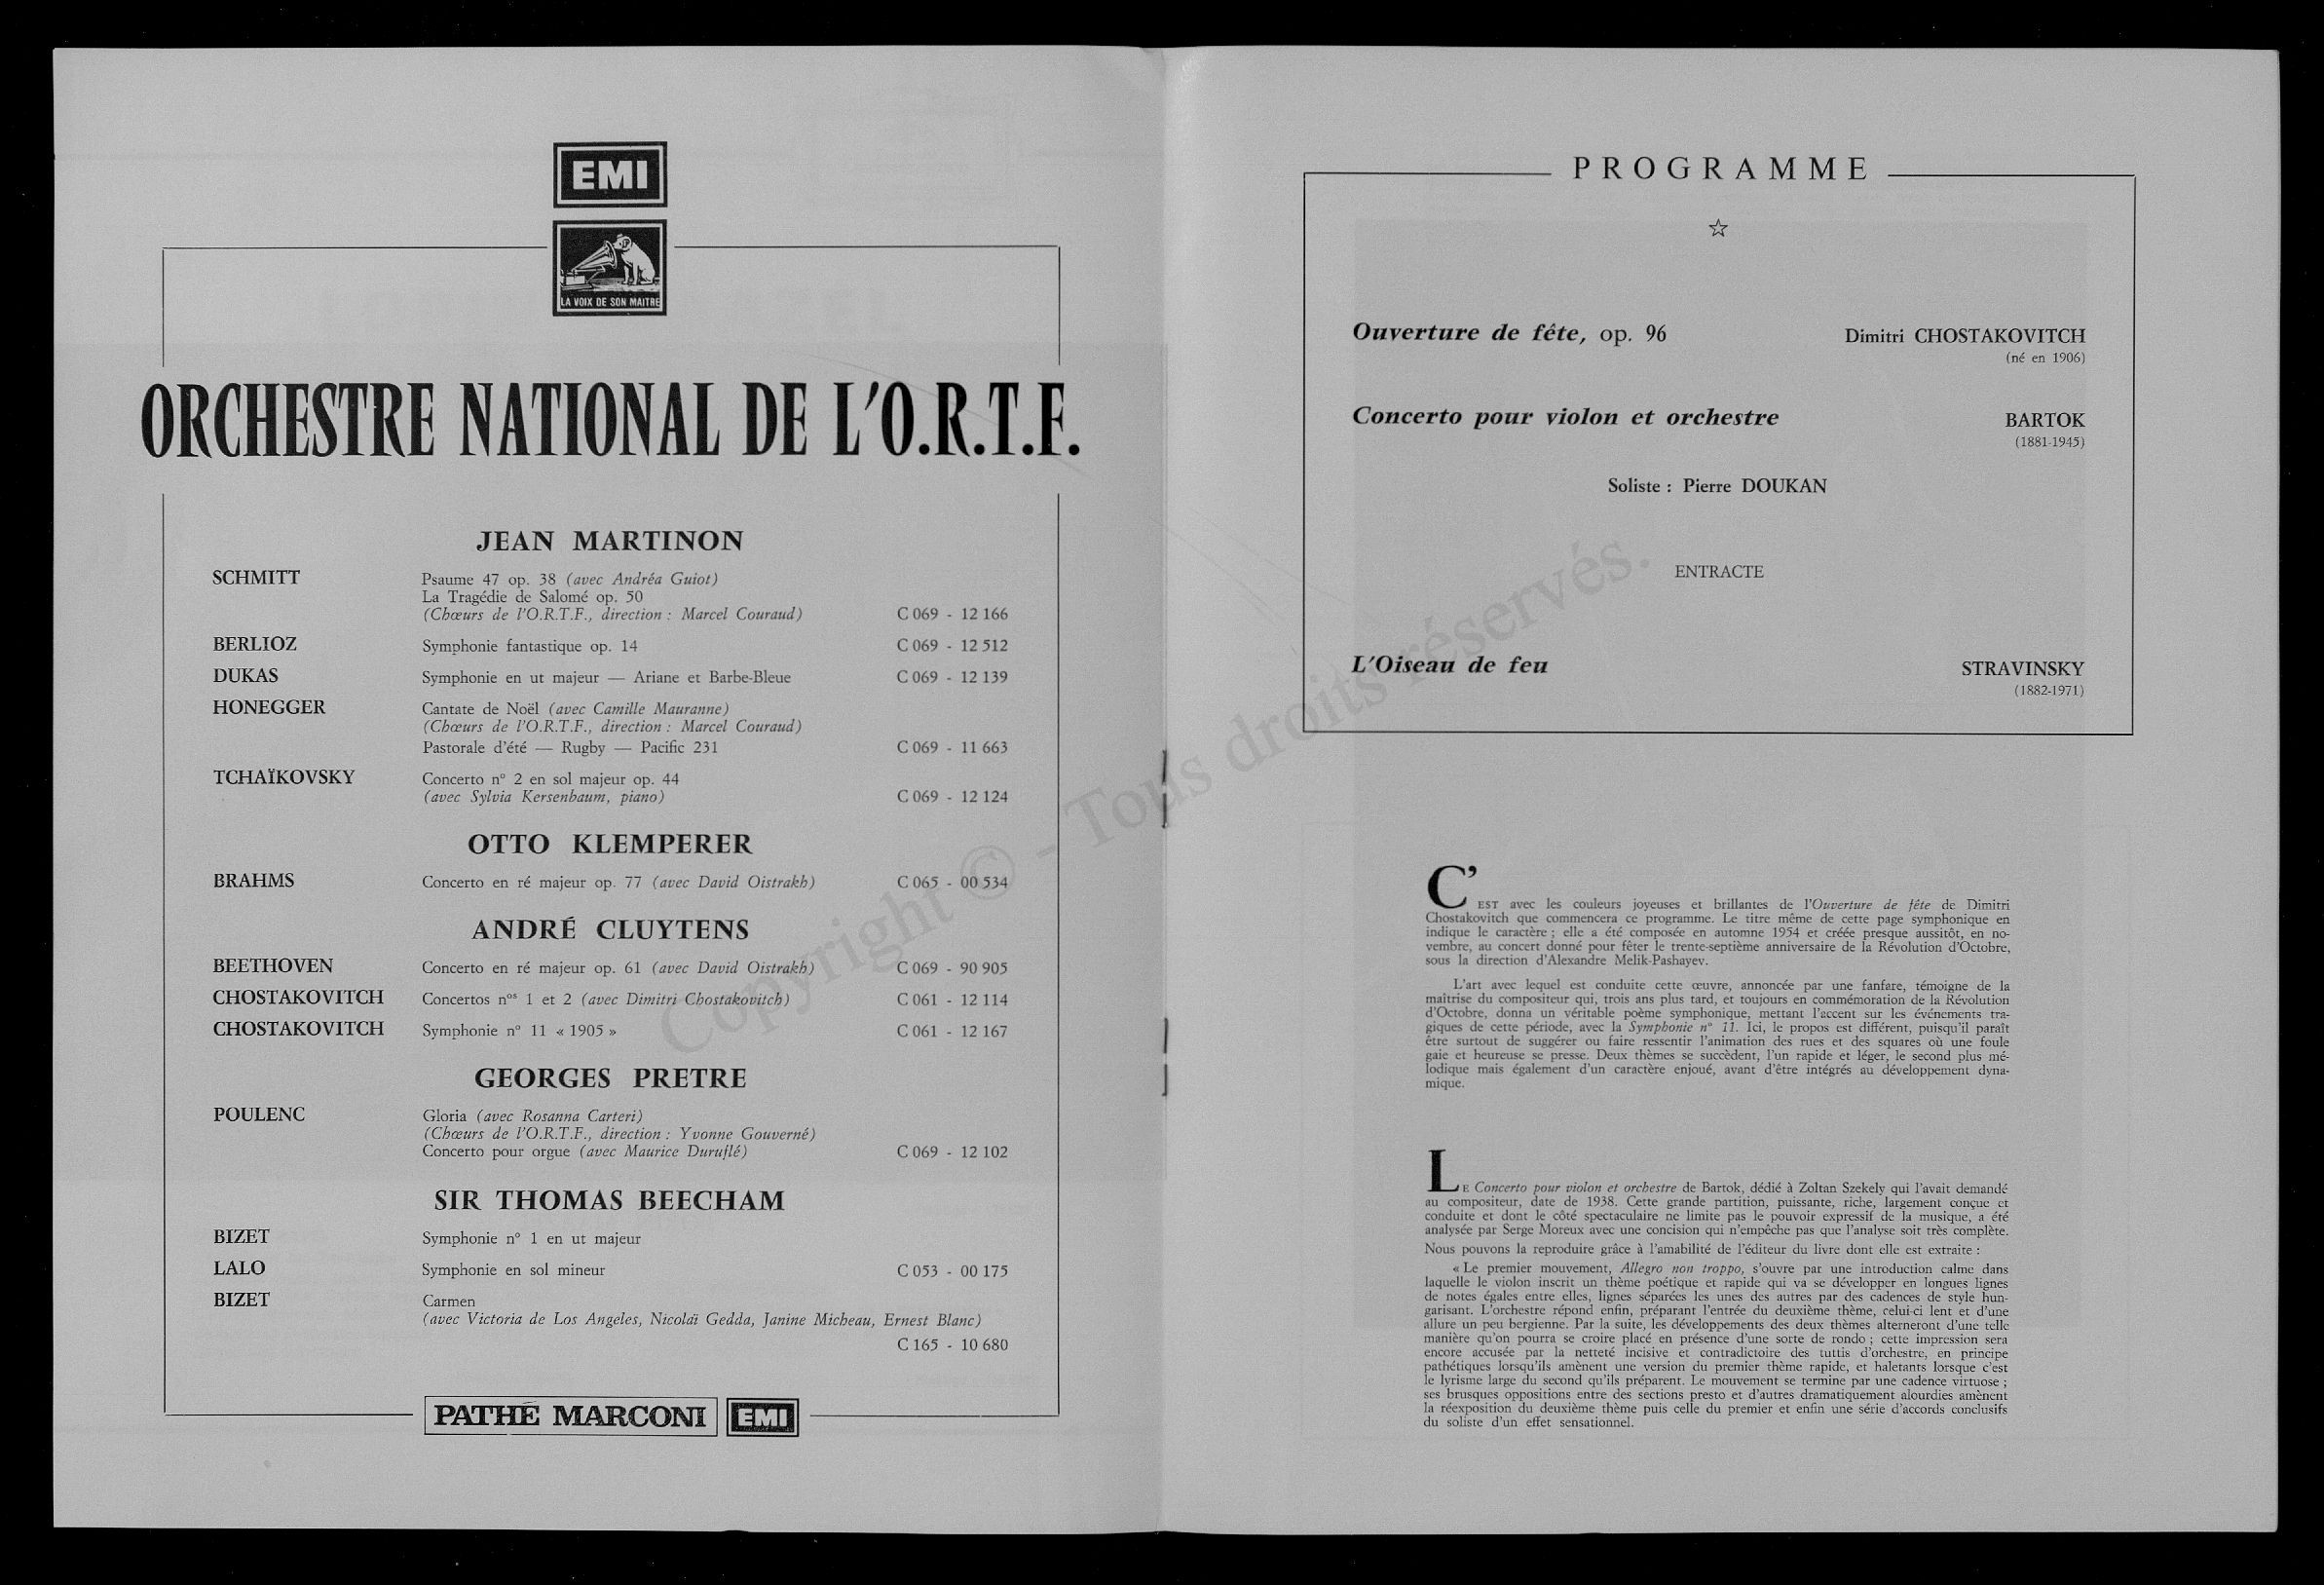 EMI
LA VOIX DE SON MAITRE
ORCHESTRE NATIONAL DE L'O.R.T.F.
JEAN MARTINON
SCHMITT Psaume 47 op. 38 (avec Andréa Guiot)
La Tragédie de Salomé op. 50
(Chœurs de l'O.R.T.F., direction : Marcel Couraud) C 069 - 12 166
BERLIOZ Symphonie fantastique op. 14 C 069 - 12 512
DUKAS Symphonie en ut majeur — Ariane et Barbe-Bleue C 069 - 12 139
HONEGGER Cantate de Noël (avec Camille Mauranne)
(Chœurs de l'O.R.T.F., direction : Marcel Couraud)
Pastorale d'été — Rugby — Pacific 231 C 069 - 11 663
TCHAÏKOVSKY Concerto n° 2 en sol majeur op. 44
(avec Sylvia Kersenbaum, piano) C 069 - 12 124
OTTO KLEMPERER
BRAHMS Concerto en ré majeur op. 77 (avec David Oistrakh) C 065 - 00 534
ANDRÉ CLUYTENS
BEETHOVEN Concerto en ré majeur op. 61 (avec David Oistrakh) C 069 - 90 905
CHOSTAKOVITCH Concertos nos 1 et 2 (avec Dimitri Chostakovitch) C 061 - 12 114
CHOSTAKOVITCH Symphonie n° 11 « 1905 » C 061 - 12 167
GEORGES PRETRE
POULENC Gloria (avec Rosanna Carteri)
(Chœurs de l'O.R.T.F., direction : Yvonne Gouverné)
Concerto pour orgue (avec Maurice Duruflé) C 069 - 12 102
SIR THOMAS BEECHAM
BIZET Symphonie n° 1 en ut majeur
LALO Symphonie en sol mineur C 053 - 00 175
BIZET Carmen
(avec Victoria de Los Angeles, Nicolaï Gedda, Janine Micheau, Ernest Blanc)
C 165 - 10 680
PATHÉ MARCONI EMI
PROGRAMME
Ouverture de fête, op. 96 Dimitri CHOSTAKOVITCH
(né en 1906)
Concerto pour violon et orchestre BARTOK
(1881-1945)
Soliste : Pierre DOUKAN
ENTRACTE
L'Oiseau de feu STRAVINSKY
(1882-1971)
C'EST avec les couleurs joyeuses et brillantes de l'Ouverture de fête de Dimitri
Chostakovitch que commencera ce programme. Le titre même de cette page symphonique en
indique le caractère ; elle a été composée en automne 1954 et créée presque aussitôt, en no-
vembre, au concert donné pour fêter le trente-septième anniversaire de la Révolution d'Octobre,
sous la direction d'Alexandre Melik-Pashayev.
L'art avec lequel est conduite cette œuvre, annoncée par une fanfare, témoigne de la
maîtrise du compositeur qui, trois ans plus tard, et toujours en commémoration de la Révolution
d'Octobre, donna un véritable poème symphonique, mettant l'accent sur les événements tra-
giques de cette période, avec la Symphonie n° 11. Ici, le propos est différent, puisqu'il paraît
être surtout de suggérer ou faire ressentir l'animation des rues et des squares où une foule
gaie et heureuse se presse. Deux thèmes se succèdent, l'un rapide et léger, le second plus mé-
lodique mais également d'un caractère enjoué, avant d'être intégrés au développement dyna-
mique.
LE Concerto pour violon et orchestre de Bartok, dédié à Zoltan Szekely qui l'avait demandé
au compositeur, date de 1938. Cette grande partition, puissante, riche, largement conçue et
conduite et dont le côté spectaculaire ne limite pas le pouvoir expressif de la musique, a été
analysée par Serge Moreux avec une concision qui n'empêche pas que l'analyse soit très complète.
Nous pouvons la reproduire grâce à l'amabilité de l'éditeur du livre dont elle est extraite :
« Le premier mouvement, Allegro non troppo, s'ouvre par une introduction calme dans
laquelle le violon inscrit un thème poétique et rapide qui va se développer en longues lignes
de notes égales entre elles, lignes séparées les unes des autres par des cadences de style hun-
garisant. L'orchestre répond enfin, préparant l'entrée du deuxième thème, celui-ci lent et d'une
allure un peu bergienne. Par la suite, les développements des deux thèmes alterneront d'une telle
manière qu'on pourra se croire placé en présence d'une sorte de rondo ; cette impression sera
encore accusée par la netteté incisive et contradictoire des tuttis d'orchestre, en principe
pathétiques lorsqu'ils amènent une version du premier thème rapide, et haletants lorsque c'est
le lyrisme large du second qu'ils préparent. Le mouvement se termine par une cadence virtuose ;
ses brusques oppositions entre des sections presto et d'autres dramatiquement alourdies amènent
la réexposition du deuxième thème puis celle du premier et enfin une série d'accords conclusifs
du soliste d'un effet sensationnel.
Copyright © - Tous droits réservés.